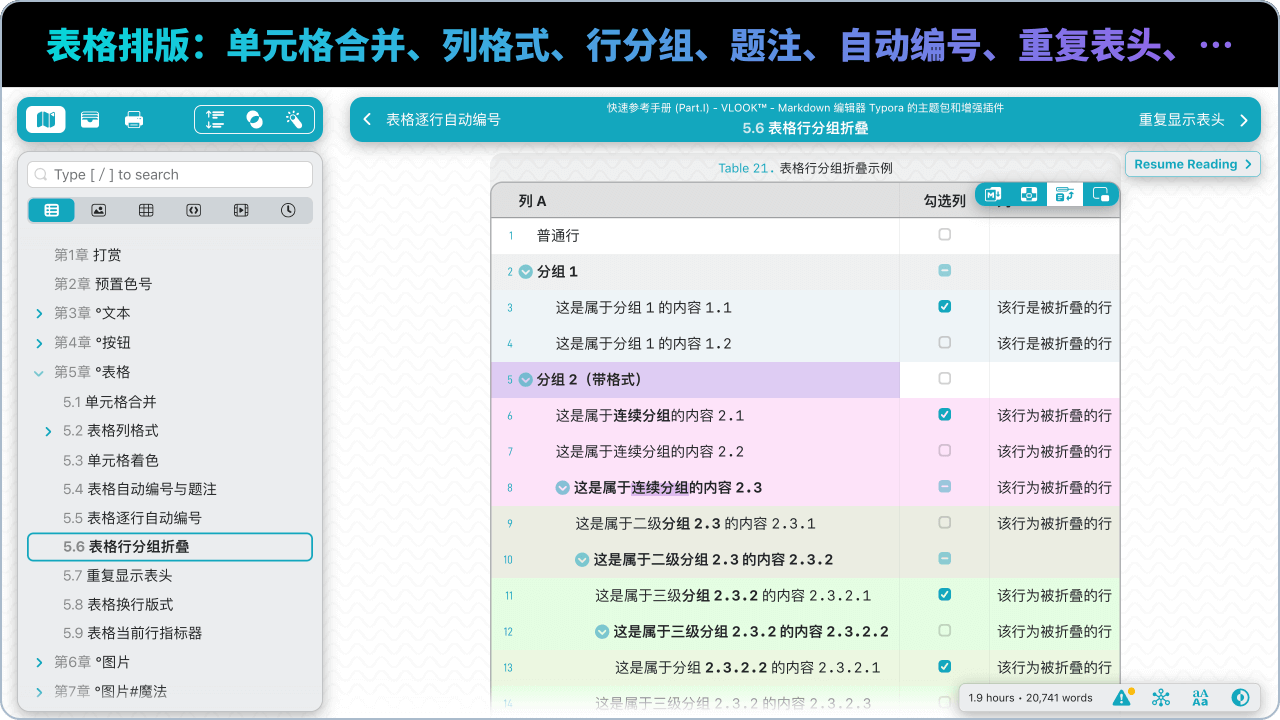 表格排版：单元格合并、列格式、行分组、题注、自动编号、重复表头、…
表格逐行自动编号
快速参考手册 (Part.I) - VLOOK™ - Markdown 编辑器 Typora 的主题包和增强插件
5.6 表格行分组折叠
重复显示表头
Type [ / ] to search
第1章 打赏
第2章 预置色号
第3章 °文本
第4章 °按钮
第5章 °表格
5.1 单元格合并
5.2 表格列格式
5.3 单元格着色
5.4 表格自动编号与题注
5.5 表格逐行自动编号
5.6 表格行分组折叠
5.7 重复显示表头
5.8 表格换行版式
5.9 表格当前行指标器
第6章 °图片
第7章 °图片#魔法
Resume Reading
Table 21. 表格行分组折叠示例
列 A 勾选列
1 普通行
2 分组 1
3 这是属于分组 1 的内容 1.1 该行是被折叠的行
4 这是属于分组 1 的内容 1.2 该行是被折叠的行
5 分组 2（带格式）
6 这是属于连续分组的内容 2.1 该行为被折叠的行
7 这是属于连续分组的内容 2.2 该行为被折叠的行
8 这是属于连续分组的内容 2.3 该行为被折叠的行
9 这是属于二级分组 2.3 的内容 2.3.1 该行为被折叠的行
10 这是属于二级分组 2.3 的内容 2.3.2
11 这是属于三级分组 2.3.2 的内容 2.3.2.1 该行为被折叠的行
12 这是属于三级分组 2.3.2 的内容 2.3.2.2 该行为被折叠的行
13 这是属于分组 2.3.2.2 的内容 2.3.2.1 该行为被折叠的行
14 这是属于三级分组 2.3.2 的内容 2.3.2.3
1.9 hours • 20,741 words
aA
Aa